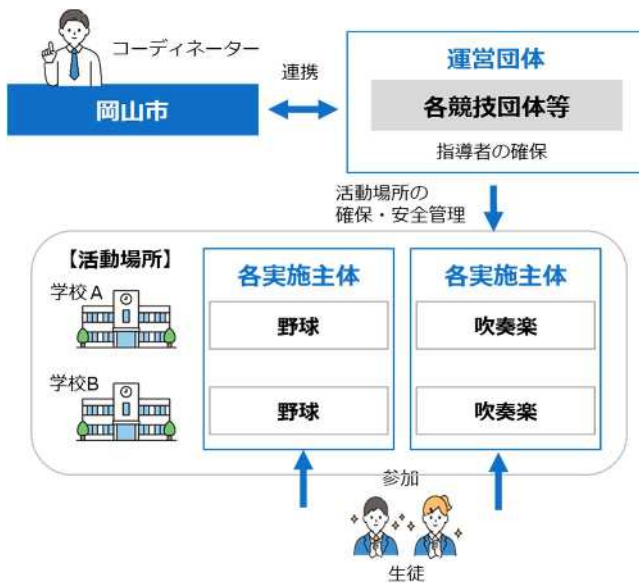 コーディネーター
岡山市
連携
運営団体
各競技団体等
指導者の確保
活動場所の
確保・安全管理
【活動場所】
学校A
学校B
各実施主体
野球
野球
各実施主体
吹奏楽
吹奏楽
参加
生徒